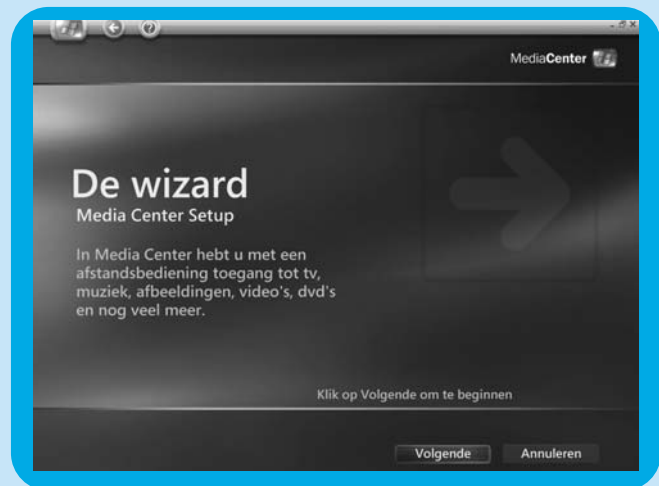 MediaCenter
De wizard
Media Center Setup
In Media Center hebt u met een
afstandsbediening toegang tot tv,
muziek, afbeeldingen, video's, dvd's
en nog veel meer.
Klik op Volgende om te beginnen
Volgende
Annuleren